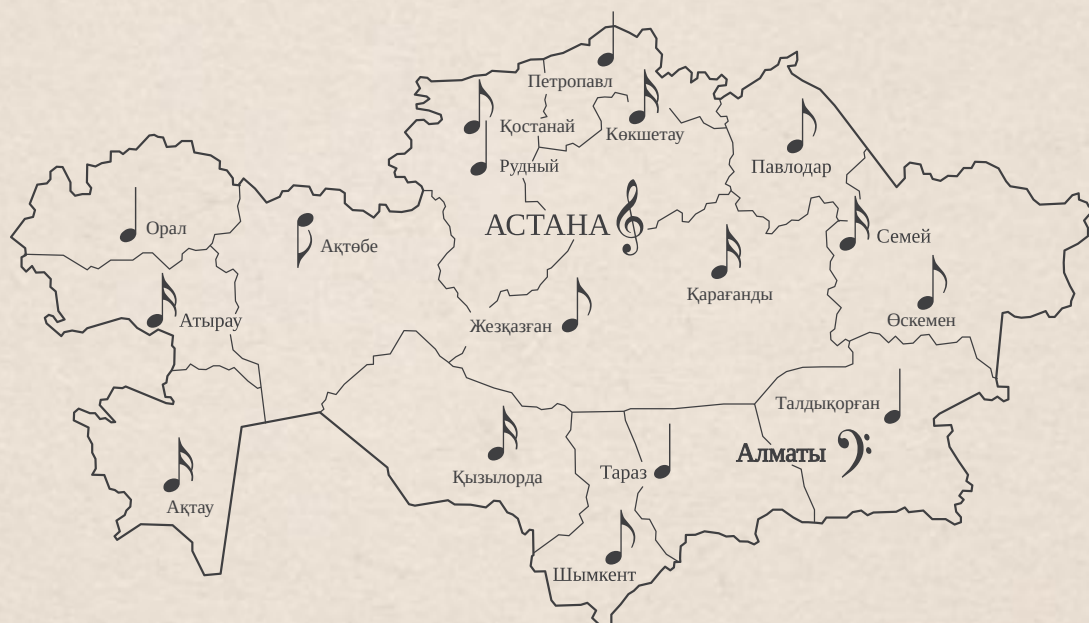 Петропавл
Қостанай
Көкшетау
Рудный
Павлодар
Орал
АСТАНА
Ақтөбе
Семей
Қарағанды
Атырау
Жезқазған
Өскемен
Талдықорған
Алматы
Қызылорда
Тараз
Ақтау
Шымкент